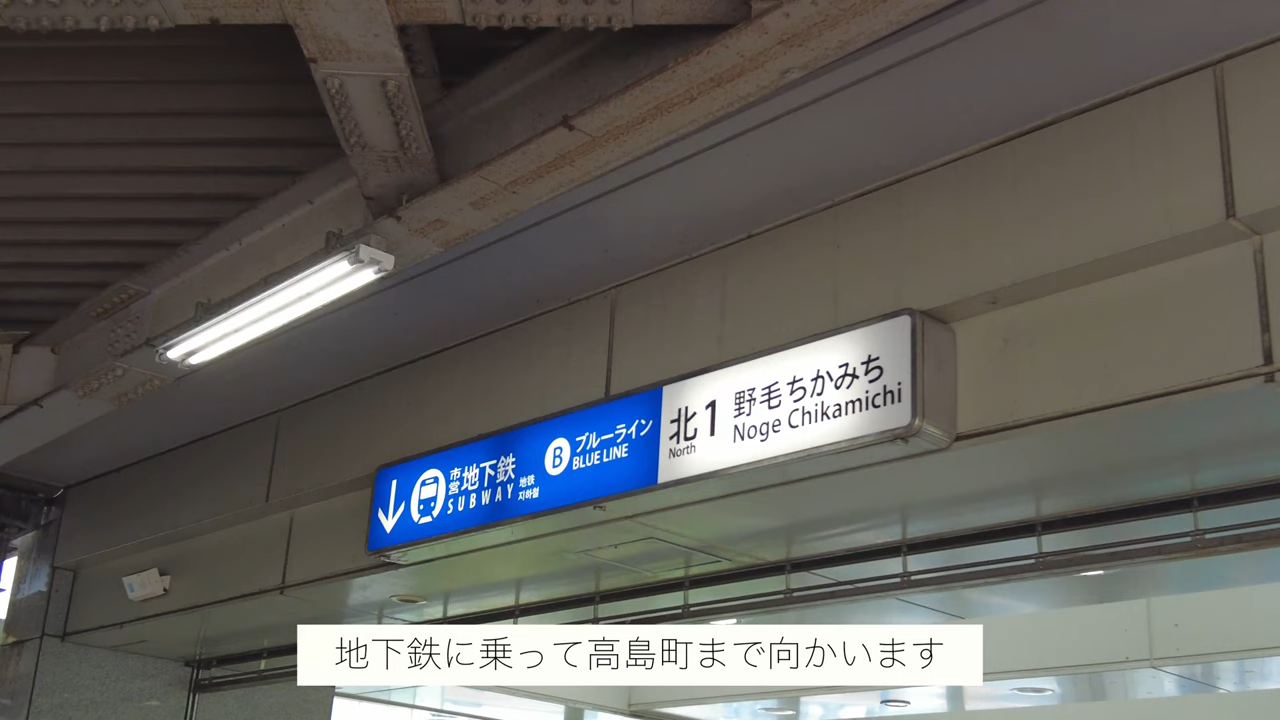 市営地下鉄
SUBWAY
地铁
지하철
B ブルーライン
BLUE LINE
北1
North
野毛ちかみち
Noge Chikamichi
地下鉄に乗って高島町まで向かいます